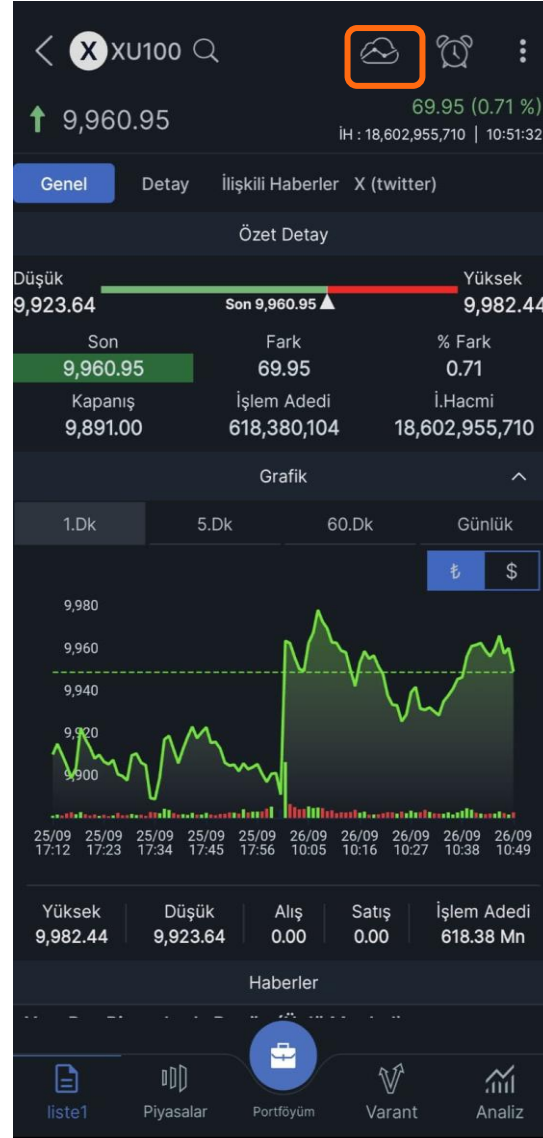 X XU100
9,960.95
69.95 (0.71 %)
İH : 18,602,955,710 | 10:51:32
Genel Detay İlişkili Haberler X (twitter)
Özet Detay
Düşük Yüksek
9,923.64 Son 9,960.95 9,982.44
Son Fark % Fark
9,960.95 69.95 0.71
Kapanış İşlem Adedi İ.Hacmi
9,891.00 618,380,104 18,602,955,710
Grafik
1.Dk 5.Dk 60.Dk Günlük
₺ $
9,980
9,960
9,940
9,920
9,900
25/09 25/09 25/09 25/09 25/09 26/09 26/09 26/09 26/09 26/09
17:12 17:23 17:34 17:45 17:56 10:05 10:16 10:27 10:38 10:49
Yüksek Düşük Alış Satış İşlem Adedi
9,982.44 9,923.64 0.00 0.00 618.38 Mn
Haberler
liste1 Piyasalar Portföyüm Varant Analiz